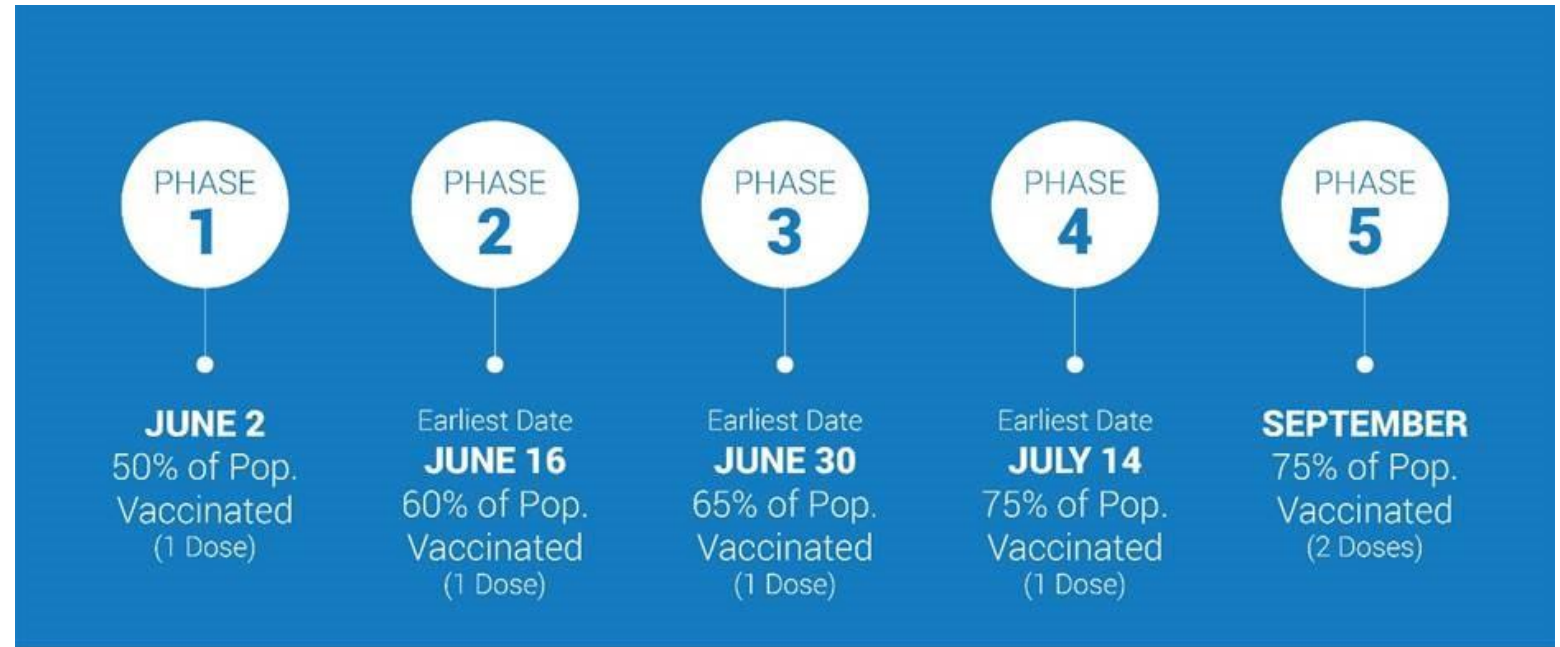 PHASE
1
JUNE 2
50% of Pop.
Vaccinated
(1 Dose)
PHASE
2
Earliest Date
JUNE 16
60% of Pop.
Vaccinated
(1 Dose)
PHASE
3
Earliest Date
JUNE 30
65% of Pop.
Vaccinated
(1 Dose)
PHASE
4
Earliest Date
JULY 14
75% of Pop.
Vaccinated
(1 Dose)
PHASE
5
SEPTEMBER
75% of Pop.
Vaccinated
(2 Doses)